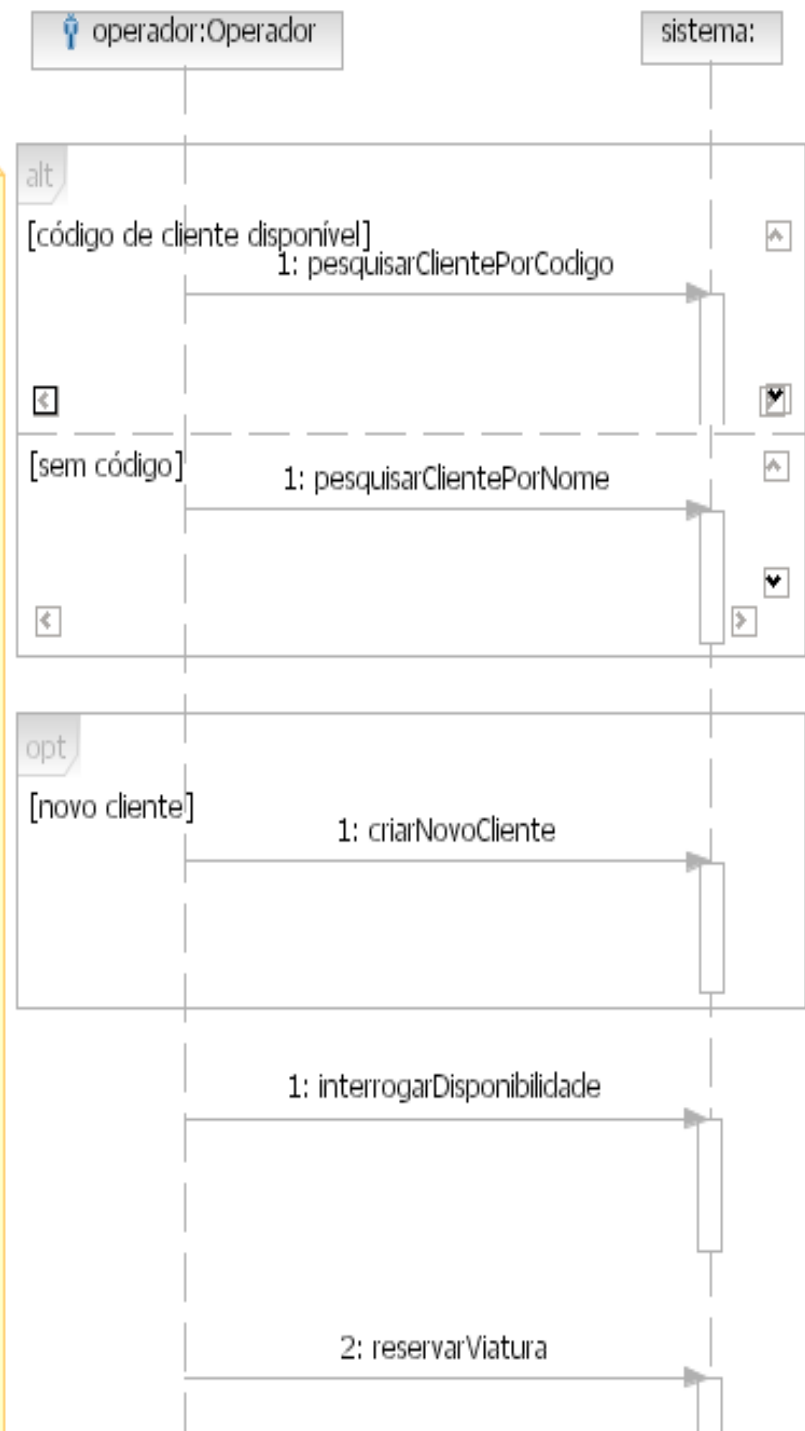 operador:Operador
sistema:
alt
[código de cliente disponível]
1: pesquisarClientePorCodigo
[sem código]
1: pesquisarClientePorNome
opt
[novo cliente]
1: criarNovoCliente
1: interrogarDisponibilidade
2: reservarViatura